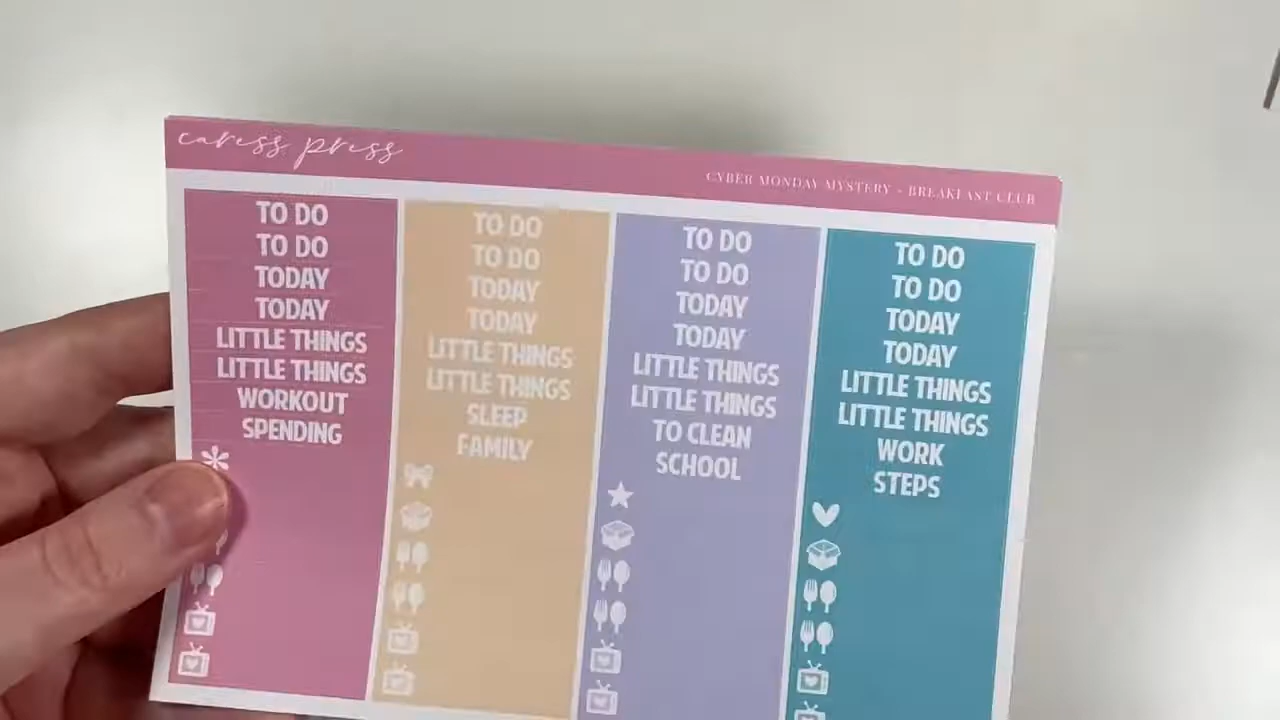 caress press
CYBER MONDAY MYSTERY - BREAKFAST CLUB
TO DO
TO DO
TODAY
TODAY
LITTLE THINGS
LITTLE THINGS
WORKOUT
SPENDING
TO DO
TO DO
TODAY
TODAY
LITTLE THINGS
LITTLE THINGS
SLEEP
FAMILY
TO DO
TO DO
TODAY
TODAY
LITTLE THINGS
LITTLE THINGS
TO CLEAN
SCHOOL
TO DO
TO DO
TODAY
TODAY
LITTLE THINGS
LITTLE THINGS
WORK
STEPS